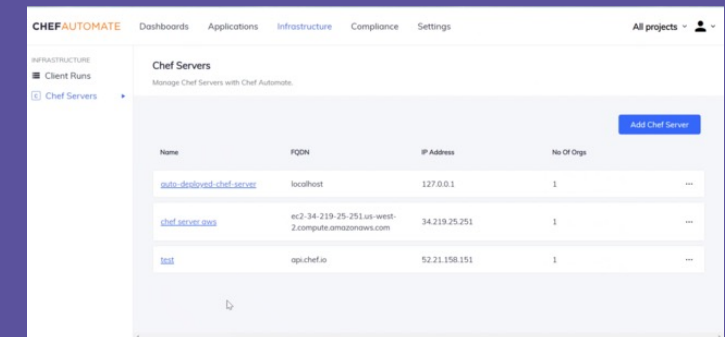 CHEFAUTOMATE Dashboards Applications Infrastructure Compliance Settings All projects
INFRASTRUCTURE
Client Runs
Chef Servers
Chef Servers
Manage Chef Servers with Chef Automate.
Add Chef Server
Name FQDN IP Address No Of Orgs
auto-deployed-chef-server localhost 127.0.0.1 1 ...
chef server aws ec2-34-219-25-251.us-west-
2.compute.amazonaws.com 34.219.25.251 1 ...
test api.chef.io 52.21.158.151 1 ...